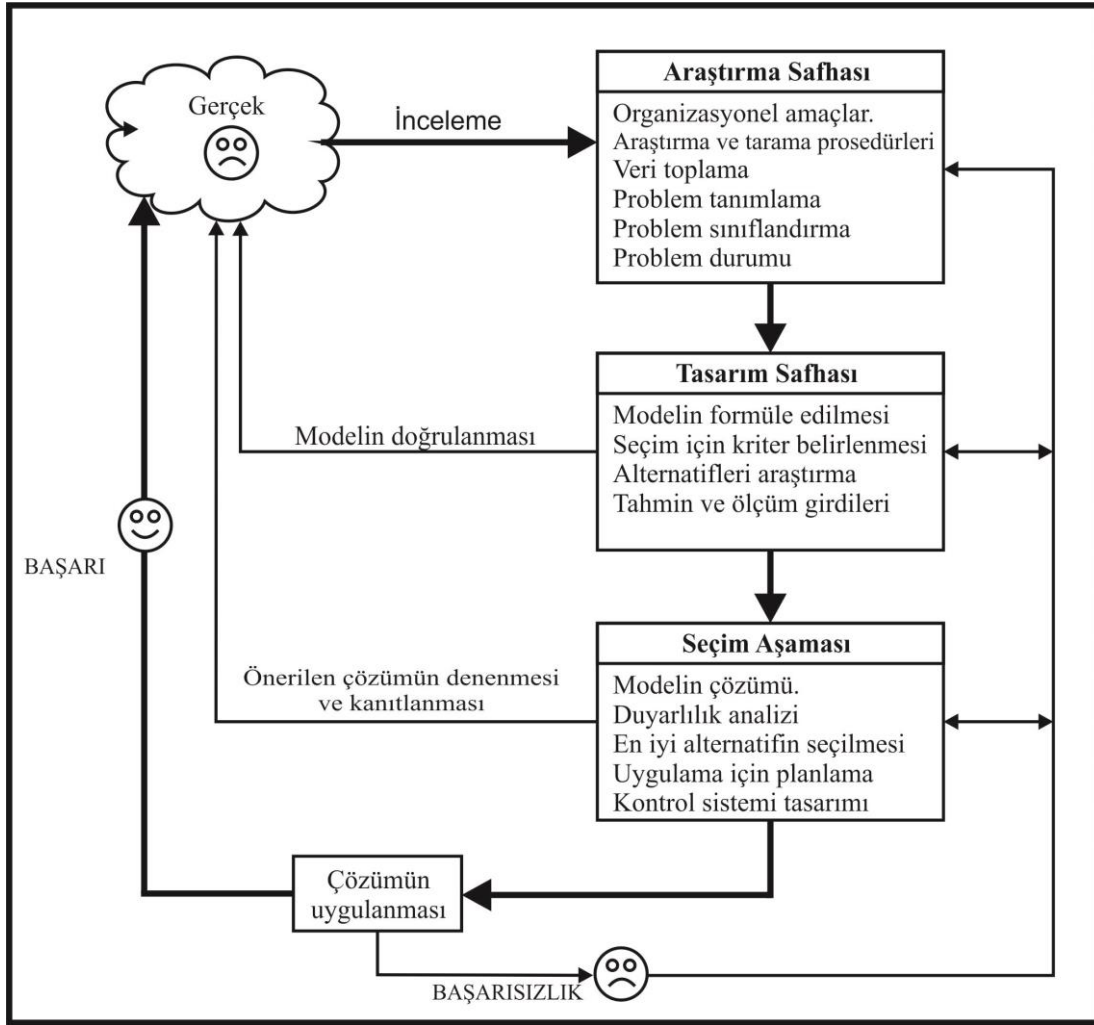 Gerçek
İnceleme
Araştırma Safhası
Organizasyonel amaçlar.
Araştırma ve tarama prosedürleri
Veri toplama
Problem tanımlama
Problem sınıflandırma
Problem durumu
Tasarım Safhası
Modelin formüle edilmesi
Seçim için kriter belirlenmesi
Alternatifleri araştırma
Tahmin ve ölçüm girdileri
Modelin doğrulanması
BAŞARI
Seçim Aşaması
Modelin çözümü.
Duyarlılık analizi
En iyi alternatifin seçilmesi
Uygulama için planlama
Kontrol sistemi tasarımı
Önerilen çözümün denenmesi
ve kanıtlanması
Çözümün
uygulanması
BAŞARISIZLIK